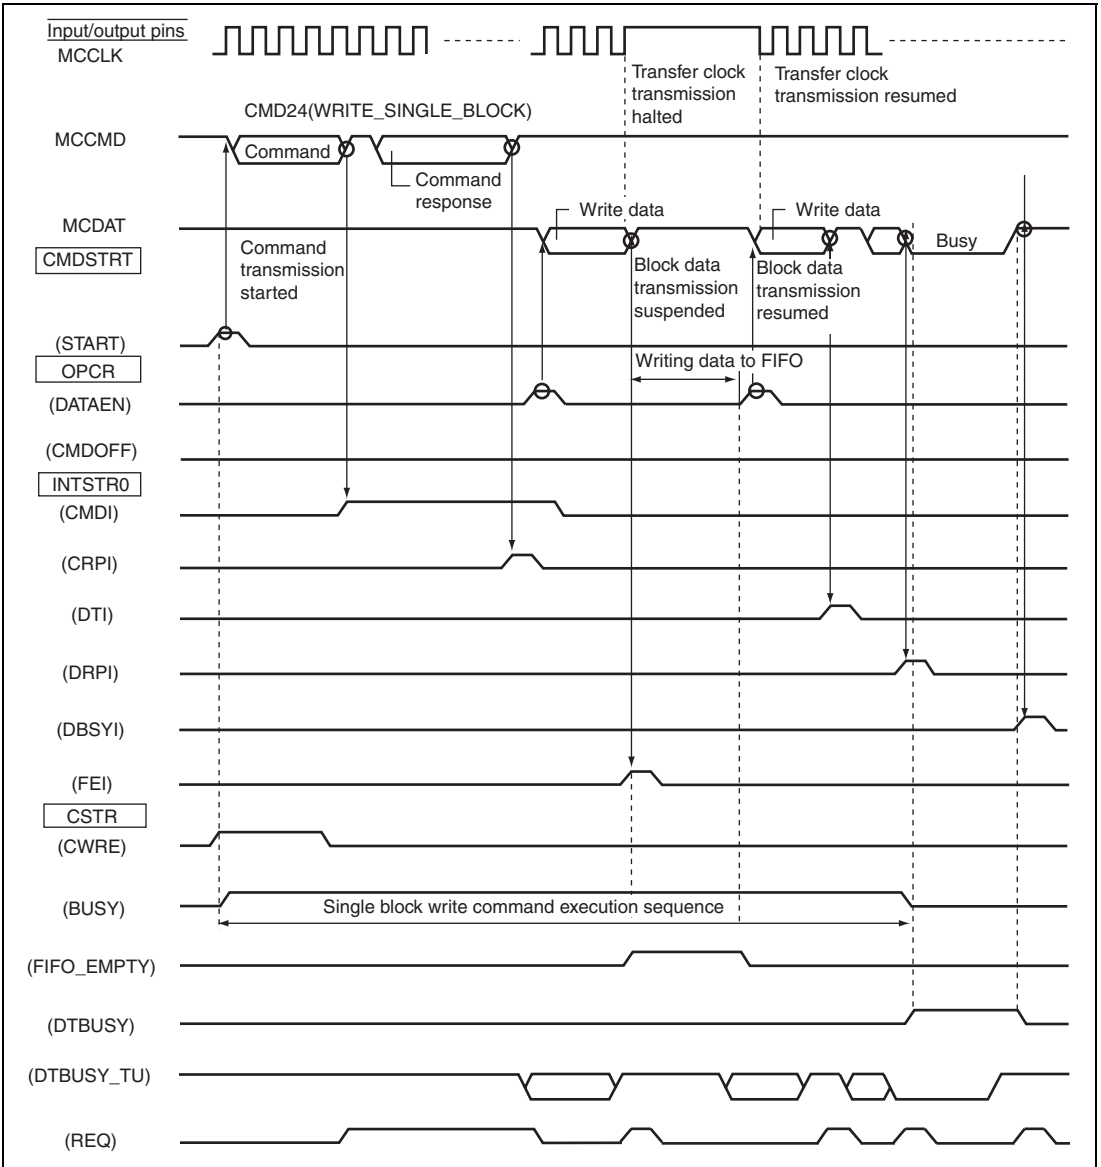 Input/output pins
MCCLK
Transfer clock
transmission
halted
Transfer clock
transmission resumed
CMD24(WRITE_SINGLE_BLOCK)
MCCMD
Command
Command
response
MCDAT
Write data
Write data
Busy
CMDSTRT
Command
transmission
started
Block data
transmission
suspended
Block data
transmission
resumed
(START)
OPCR
Writing data to FIFO
(DATAEN)
(CMDOFF)
INTSTR0
(CMDI)
(CRPI)
(DTI)
(DRPI)
(DBSYI)
(FEI)
CSTR
(CWRE)
(BUSY)
Single block write command execution sequence
(FIFO_EMPTY)
(DTBUSY)
(DTBUSY_TU)
(REQ)